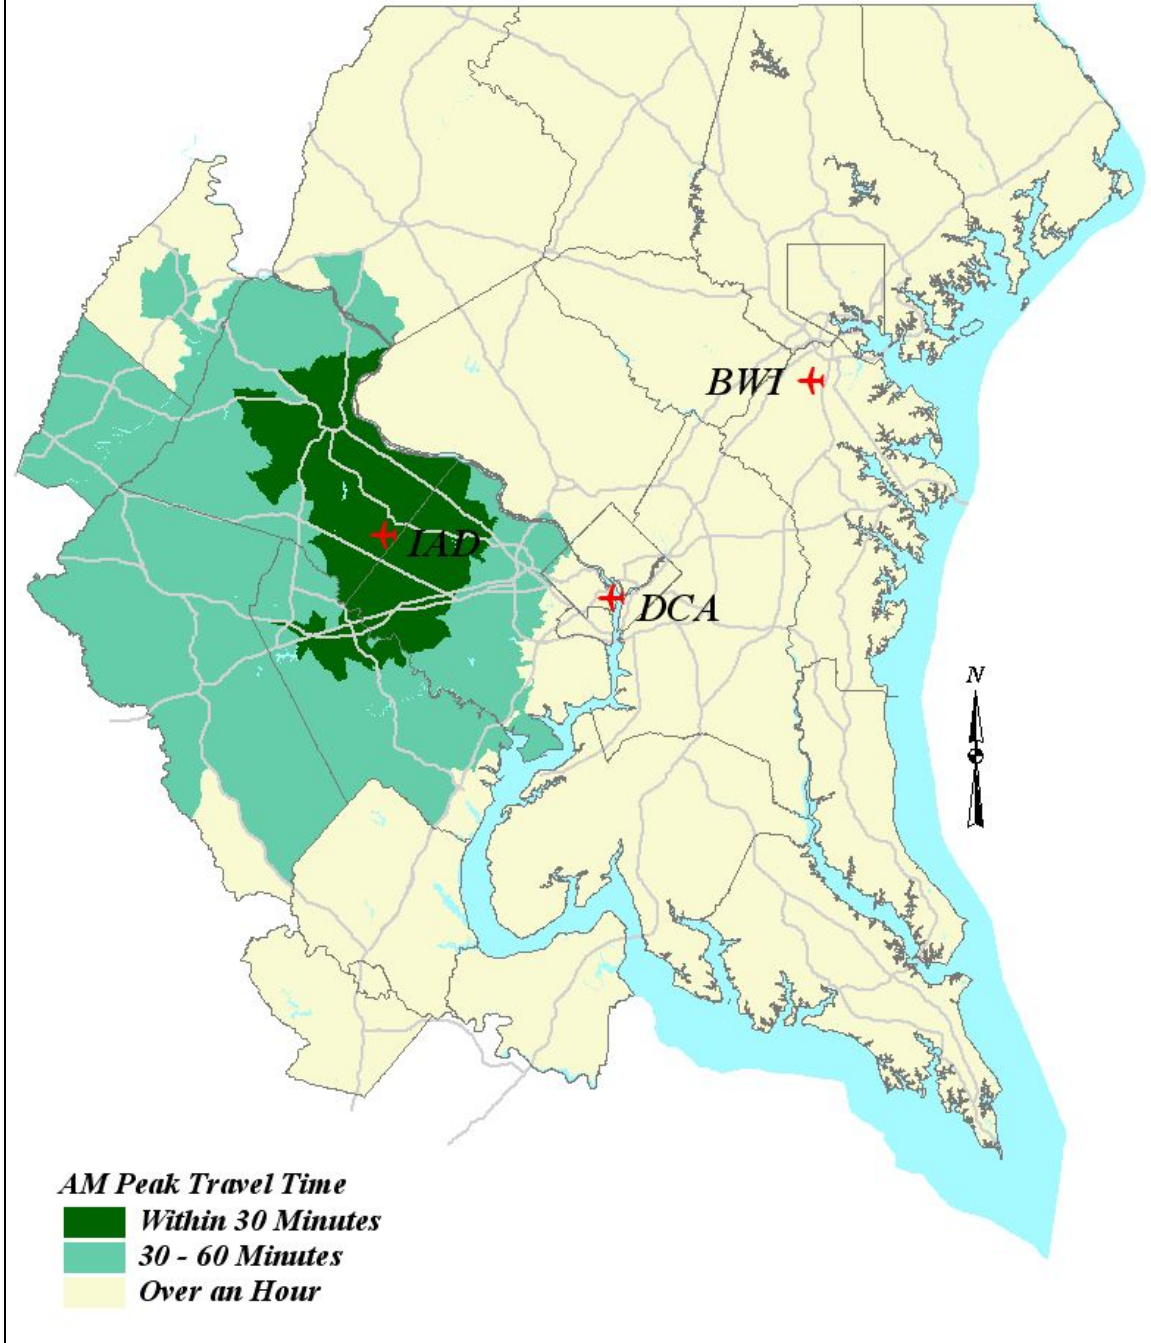 BWI
IAD
DCA
N
AM Peak Travel Time
Within 30 Minutes
30 - 60 Minutes
Over an Hour